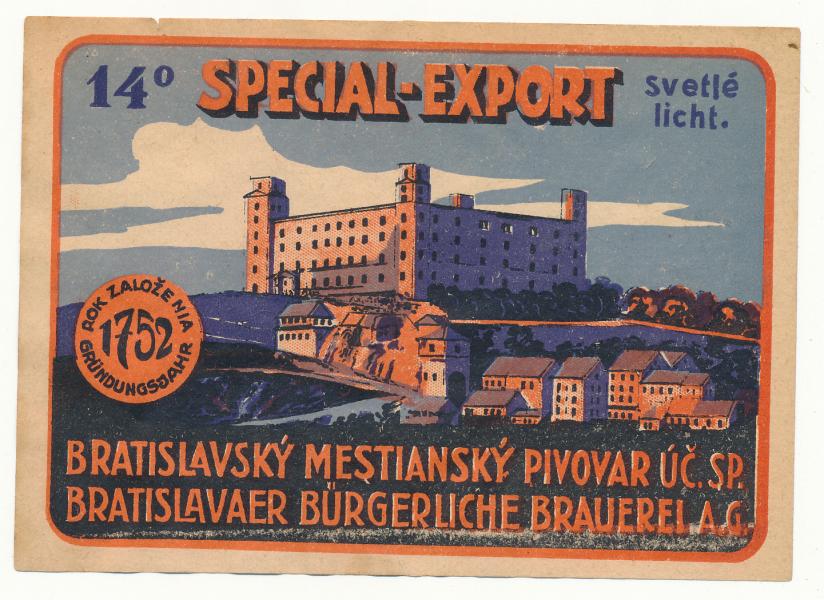 14° SPECIAL-EXPORT svetlé
licht.
ROK ZALOŽENIA
1752
GRÜNDUNGSJAHR
BRATISLAVSKÝ MEŠTIANSKÝ PIVOVAR ÚČ. SP.
BRATISLAVAER BÜRGERLICHE BRAUEREI A.G.